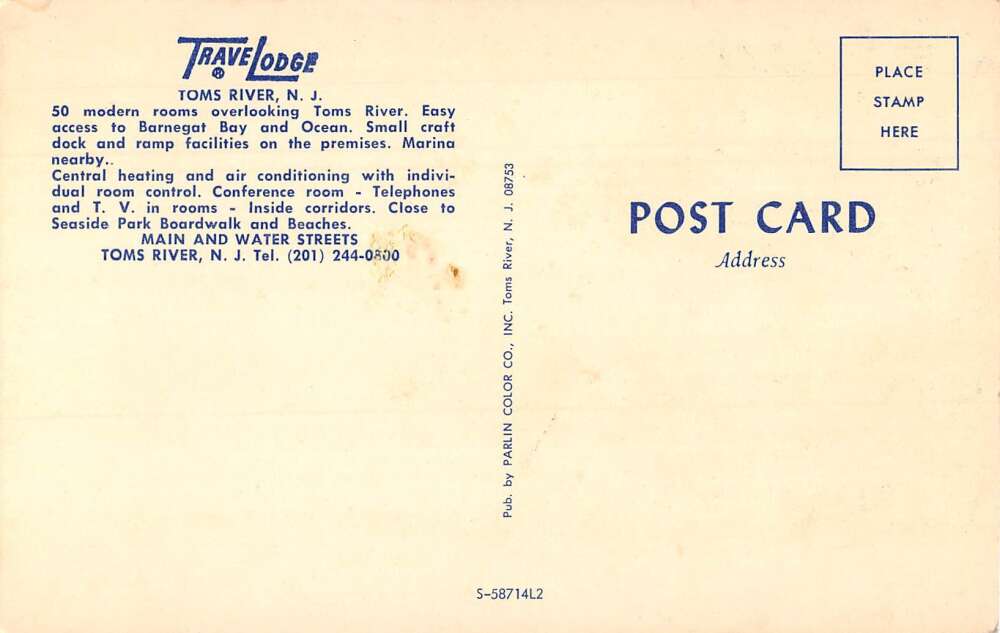 TRAVELODGE
®
TOMS RIVER, N. J.
50 modern rooms overlooking Toms River. Easy
access to Barnegat Bay and Ocean. Small craft
dock and ramp facilities on the premises. Marina
nearby..
Central heating and air conditioning with indivi-
dual room control. Conference room - Telephones
and T. V. in rooms - Inside corridors. Close to
Seaside Park Boardwalk and Beaches.
MAIN AND WATER STREETS
TOMS RIVER, N. J. Tel. (201) 244-0800
Pub. by PARLIN COLOR CO., INC. Toms River, N. J. 08753
S-58714L2
PLACE
STAMP
HERE
POST CARD
Address